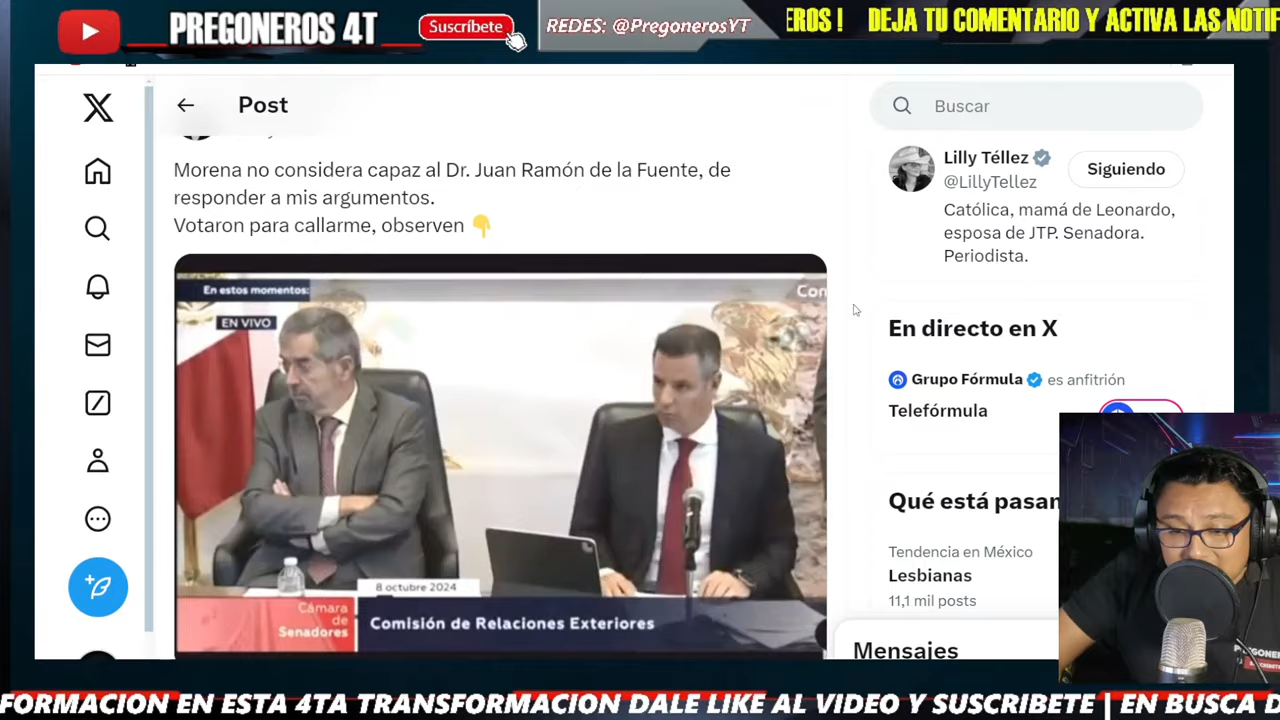 PREGONEROS 4T
Suscríbete
REDES: @PregonerosYT
EROS ! DEJA TU COMENTARIO Y ACTIVA LAS NOTIF
Post
Buscar
Morena no considera capaz al Dr. Juan Ramón de la Fuente, de
responder a mis argumentos.
Votaron para callarme, observen 👇
Lilly Téllez
@LillyTellez
Siguiendo
Católica, mamá de Leonardo,
esposa de JTP. Senadora.
Periodista.
En estos momentos:
Con
EN VIVO
8 octubre 2024
Cámara
de
Senadores
Comisión de Relaciones Exteriores
En directo en X
Grupo Fórmula es anfitrión
Telefórmula
Qué está pasan
Tendencia en México
Lesbianas
11,1 mil posts
Mensajes
PREGONE
FORMACION EN ESTA 4TA TRANSFORMACION DALE LIKE AL VIDEO Y SUSCRIBETE | EN BUSCA D